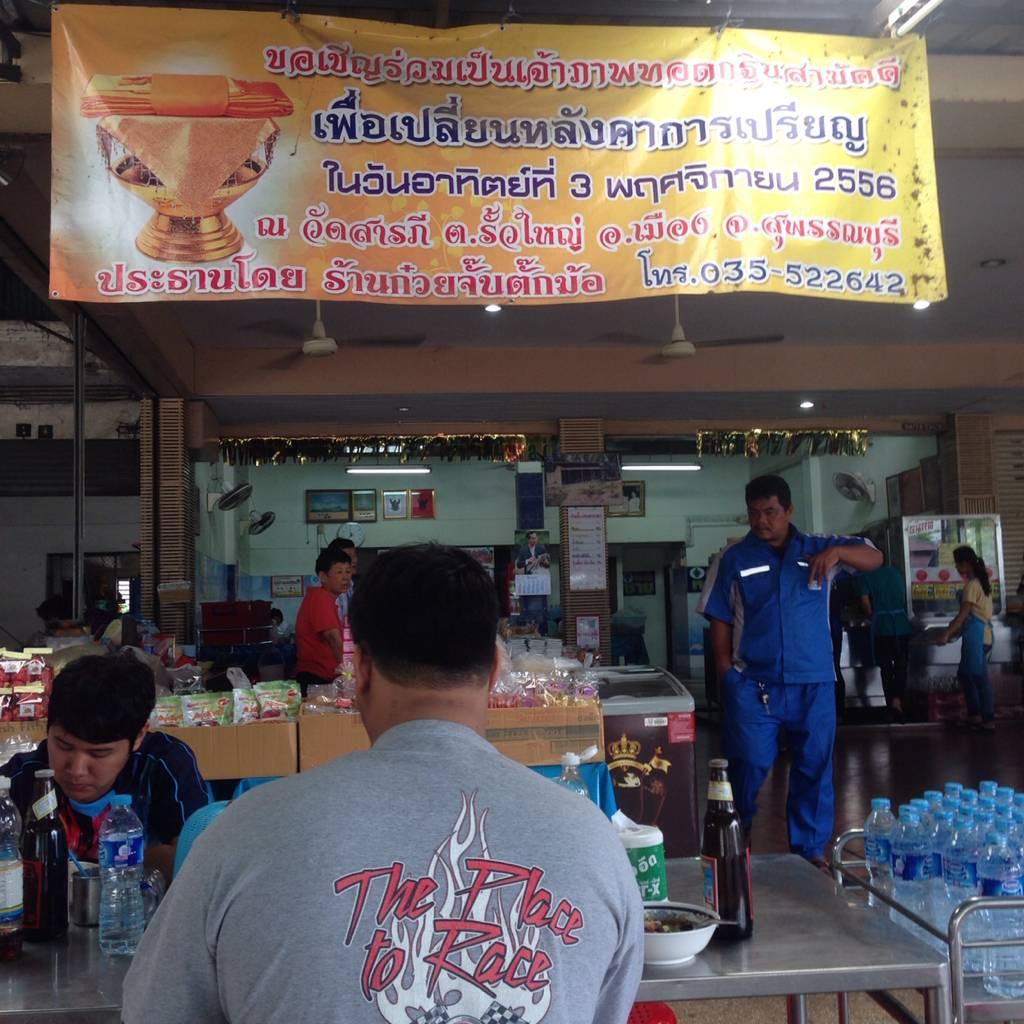 ขอเชิญร่วมเป็นเจ้าภาพทอดกฐินสามัคคี
เพื่อเปลี่ยนหลังคาการเปรียญ
ในวันอาทิตย์ที่ 3 พฤศจิกายน 2556
ณ วัดสารภี ต.รั้วใหญ่ อ.เมือง จ.สุพรรณบุรี
ประธานโดย ร้านก๋วยจั๊บตั๊กม้อ โทร.035-522642
The Place
to Race